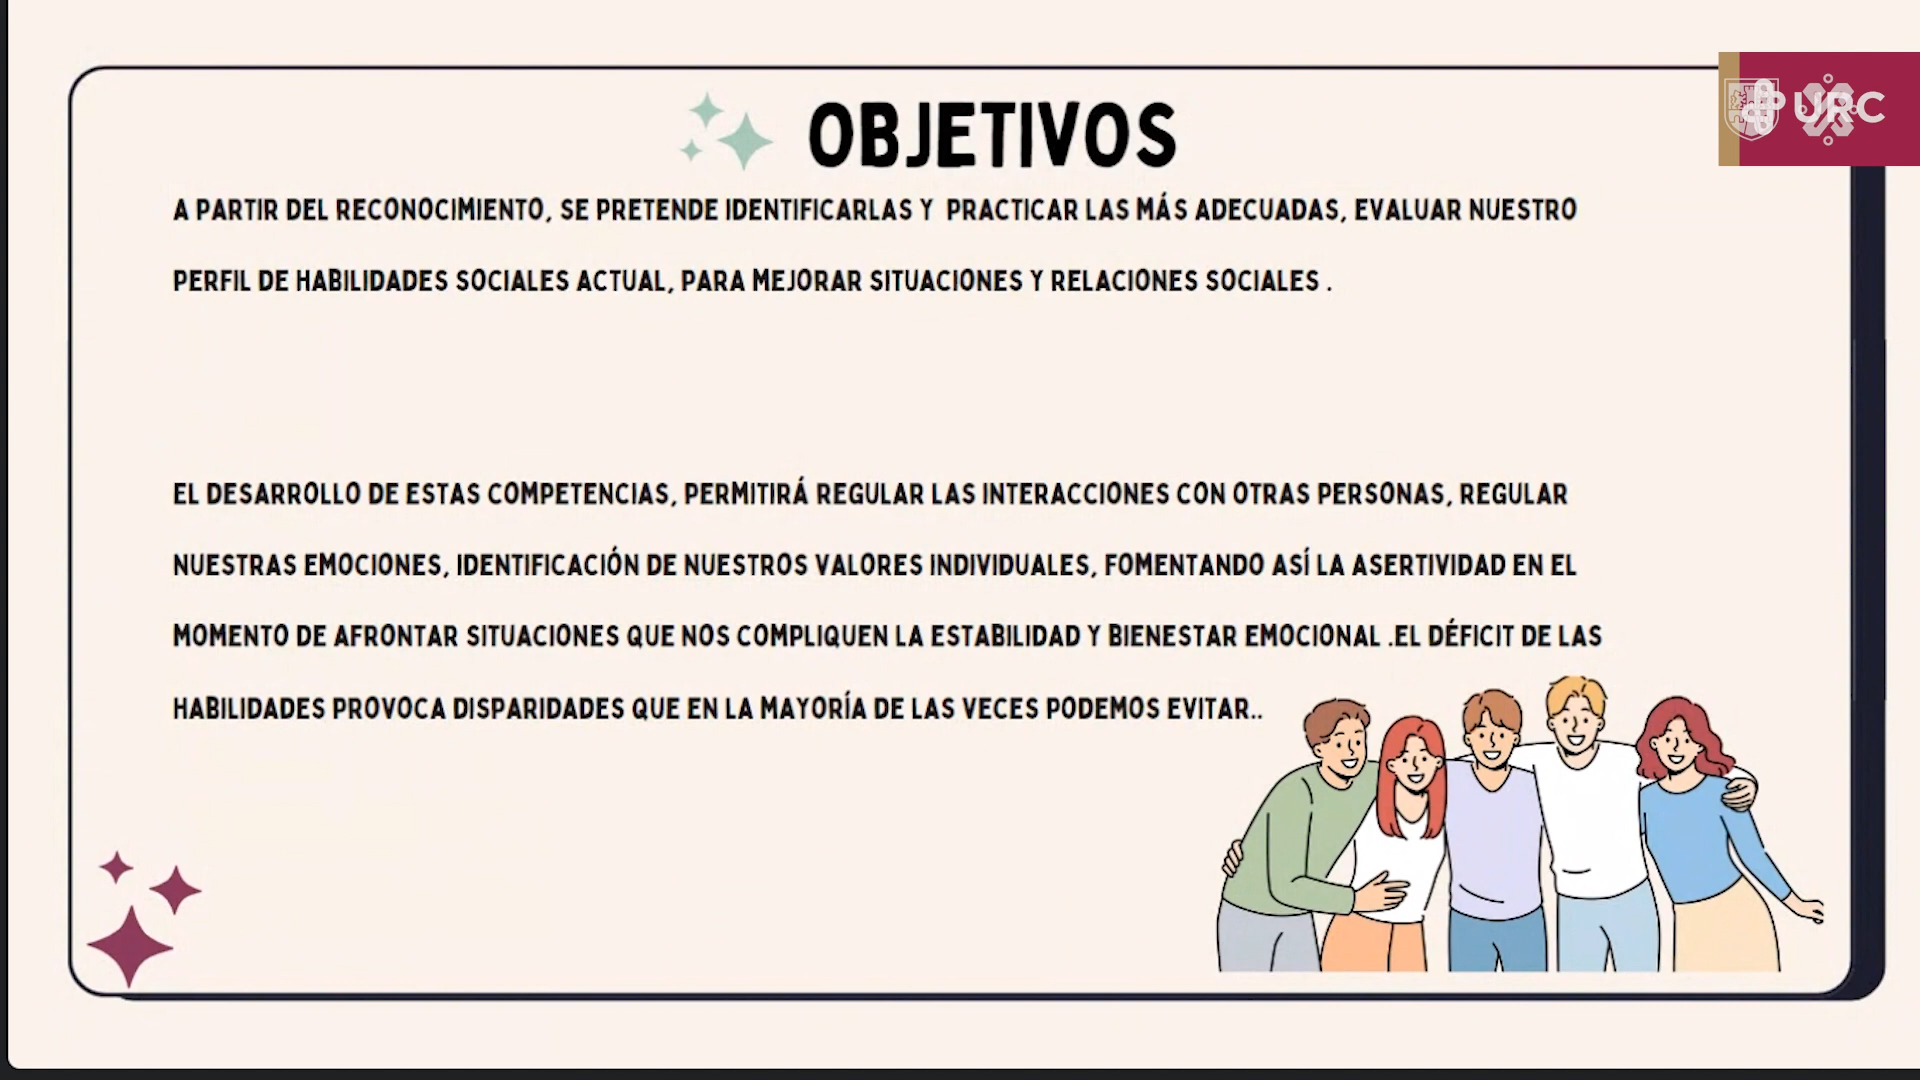 OBJETIVOS
A PARTIR DEL RECONOCIMIENTO, SE PRETENDE IDENTIFICARLAS Y PRACTICAR LAS MÁS ADECUADAS, EVALUAR NUESTRO
PERFIL DE HABILIDADES SOCIALES ACTUAL, PARA MEJORAR SITUACIONES Y RELACIONES SOCIALES .
EL DESARROLLO DE ESTAS COMPETENCIAS, PERMITIRÁ REGULAR LAS INTERACCIONES CON OTRAS PERSONAS, REGULAR
NUESTRAS EMOCIONES, IDENTIFICACIÓN DE NUESTROS VALORES INDIVIDUALES, FOMENTANDO ASÍ LA ASERTIVIDAD EN EL
MOMENTO DE AFRONTAR SITUACIONES QUE NOS COMPLIQUEN LA ESTABILIDAD Y BIENESTAR EMOCIONAL .EL DÉFICIT DE LAS
HABILIDADES PROVOCA DISPARIDADES QUE EN LA MAYORÍA DE LAS VECES PODEMOS EVITAR..
URC